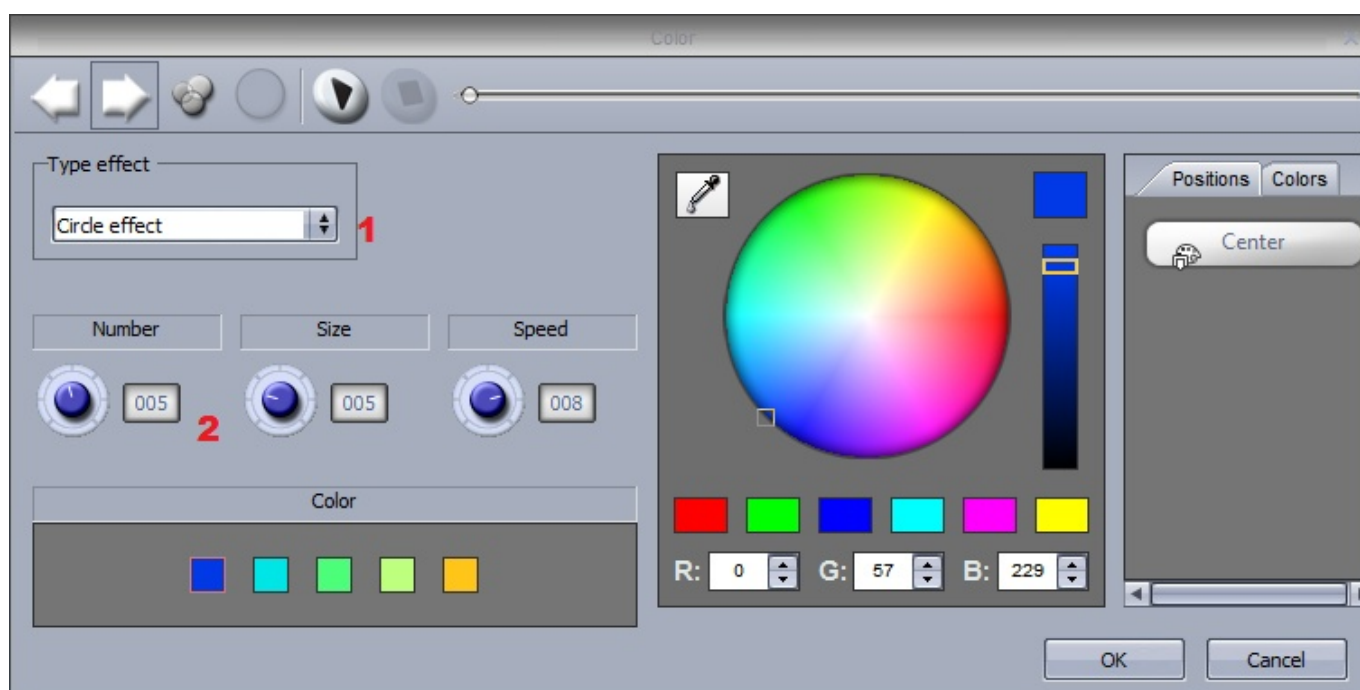 Color
Type effect
Circle effect
1
Number
Size
Speed
005
005
008
2
Color
R: 0 G: 57 B: 229
Positions Colors
Center
OK
Cancel